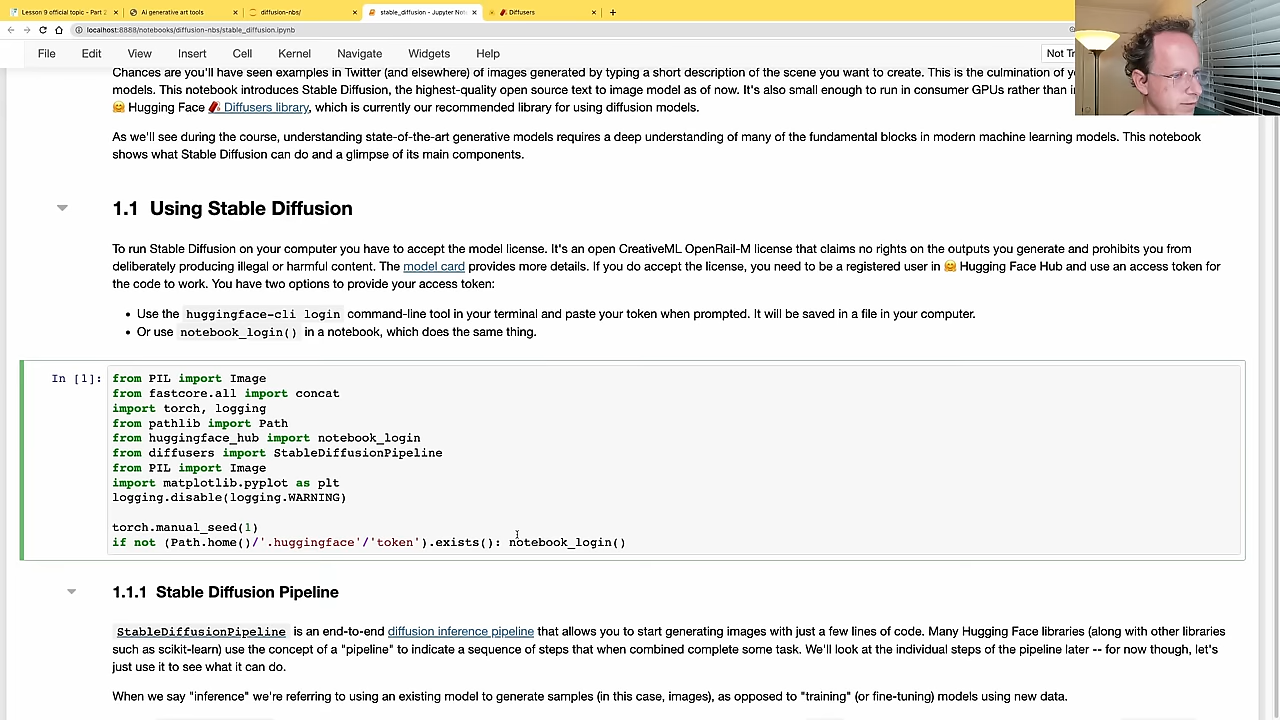 Lesson 9 official topic - Part 2
AI generative art tools
diffusion-nbs/
stable_diffusion - Jupyter Not
Diffusers
localhost:8888/notebooks/diffusion-nbs/stable_diffusion.ipynb
File Edit View Insert Cell Kernel Navigate Widgets Help
Not Tr
Chances are you'll have seen examples in Twitter (and elsewhere) of images generated by typing a short description of the scene you want to create. This is the culmination of
models. This notebook introduces Stable Diffusion, the highest-quality open source text to image model as of now. It's also small enough to run in consumer GPUs rather than in
🤗 Hugging Face 🧨 Diffusers library, which is currently our recommended library for using diffusion models.
As we'll see during the course, understanding state-of-the-art generative models requires a deep understanding of many of the fundamental blocks in modern machine learning models. This notebook
shows what Stable Diffusion can do and a glimpse of its main components.
1.1 Using Stable Diffusion
To run Stable Diffusion on your computer you have to accept the model license. It's an open CreativeML OpenRail-M license that claims no rights on the outputs you generate and prohibits you from
deliberately producing illegal or harmful content. The model card provides more details. If you do accept the license, you need to be a registered user in 🤗 Hugging Face Hub and use an access token for
the code to work. You have two options to provide your access token:
• Use the huggingface-cli login command-line tool in your terminal and paste your token when prompted. It will be saved in a file in your computer.
• Or use notebook_login() in a notebook, which does the same thing.
In [1]:
from PIL import Image
from fastcore.all import concat
import torch, logging
from pathlib import Path
from huggingface_hub import notebook_login
from diffusers import StableDiffusionPipeline
from PIL import Image
import matplotlib.pyplot as plt
logging.disable(logging.WARNING)
torch.manual_seed(1)
if not (Path.home()/'.huggingface'/'token').exists(): notebook_login()
1.1.1 Stable Diffusion Pipeline
StableDiffusionPipeline is an end-to-end diffusion inference pipeline that allows you to start generating images with just a few lines of code. Many Hugging Face libraries (along with other libraries
such as scikit-learn) use the concept of a "pipeline" to indicate a sequence of steps that when combined complete some task. We'll look at the individual steps of the pipeline later -- for now though, let's
just use it to see what it can do.
When we say "inference" we're referring to using an existing model to generate samples (in this case, images), as opposed to "training" (or fine-tuning) models using new data.